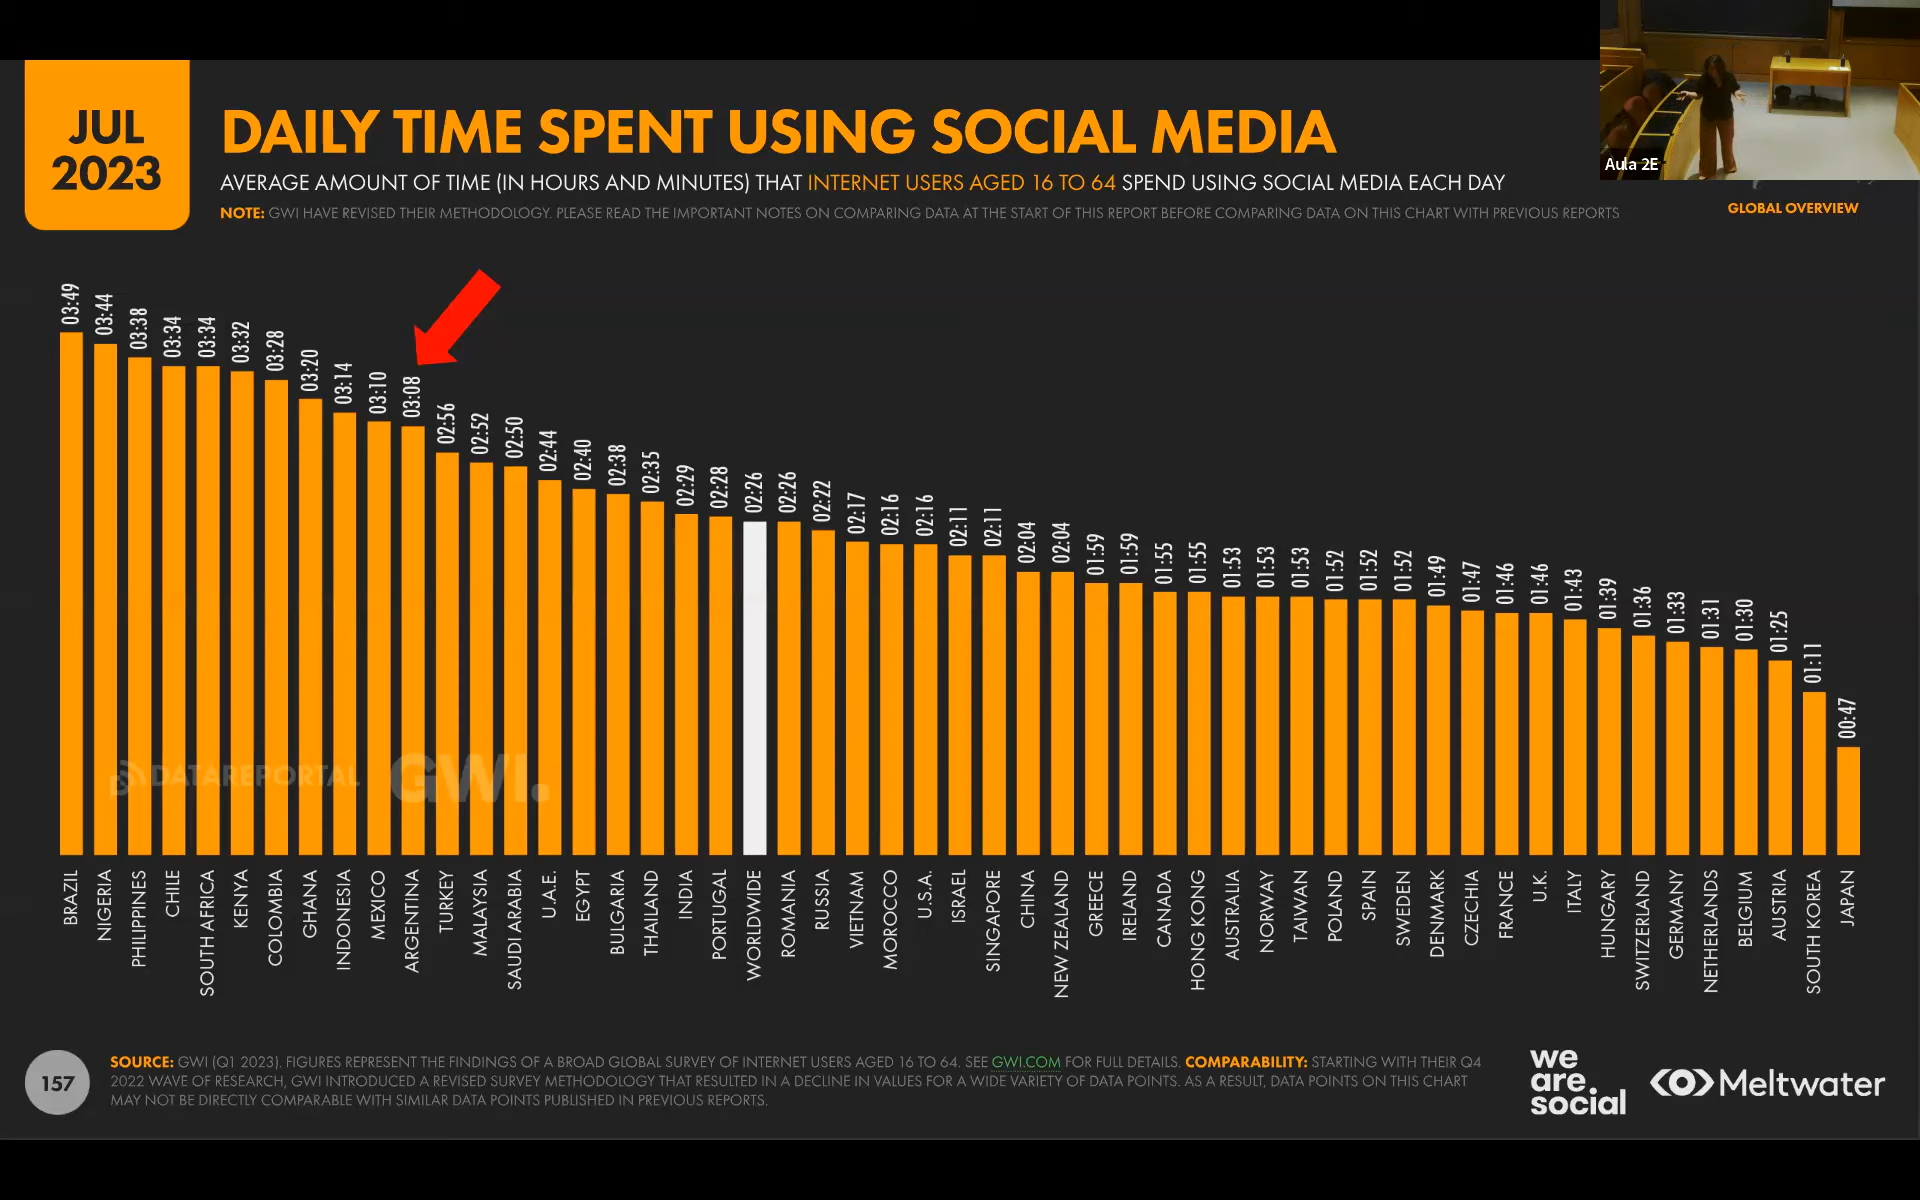 JUL
2023
DAILY TIME SPENT USING SOCIAL MEDIA
AVERAGE AMOUNT OF TIME (IN HOURS AND MINUTES) THAT INTERNET USERS AGED 16 TO 64 SPEND USING SOCIAL MEDIA EACH DAY
NOTE: GWI HAVE REVISED THEIR METHODOLOGY. PLEASE READ THE IMPORTANT NOTES ON COMPARING DATA AT THE START OF THIS REPORT BEFORE COMPARING DATA ON THIS CHART WITH PREVIOUS REPORTS
Aula 2E
GLOBAL OVERVIEW
03:49
03:44
03:38
03:34
03:34
03:32
03:28
03:20
03:14
03:10
03:08
02:56
02:52
02:50
02:44
02:40
02:38
02:35
02:29
02:28
02:26
02:26
02:22
02:17
02:16
02:16
02:11
02:11
02:04
02:04
01:59
01:59
01:55
01:55
01:53
01:53
01:53
01:52
01:52
01:52
01:49
01:47
01:46
01:46
01:43
01:39
01:36
01:33
01:31
01:30
01:25
01:11
00:47
DATAREPORTAL
GWI.
BRAZIL
NIGERIA
PHILIPPINES
CHILE
SOUTH AFRICA
KENYA
COLOMBIA
GHANA
INDONESIA
MEXICO
ARGENTINA
TURKEY
MALAYSIA
SAUDI ARABIA
U.A.E.
EGYPT
BULGARIA
THAILAND
INDIA
PORTUGAL
WORLDWIDE
ROMANIA
RUSSIA
VIETNAM
MOROCCO
U.S.A.
ISRAEL
SINGAPORE
CHINA
NEW ZEALAND
GREECE
IRELAND
CANADA
HONG KONG
AUSTRALIA
NORWAY
TAIWAN
POLAND
SPAIN
SWEDEN
DENMARK
CZECHIA
FRANCE
U.K.
ITALY
HUNGARY
SWITZERLAND
GERMANY
NETHERLANDS
BELGIUM
AUSTRIA
SOUTH KOREA
JAPAN
157
SOURCE: GWI (Q1 2023). FIGURES REPRESENT THE FINDINGS OF A BROAD GLOBAL SURVEY OF INTERNET USERS AGED 16 TO 64. SEE GWI.COM FOR FULL DETAILS. COMPARABILITY: STARTING WITH THEIR Q4
2022 WAVE OF RESEARCH, GWI INTRODUCED A REVISED SURVEY METHODOLOGY THAT RESULTED IN A DECLINE IN VALUES FOR A WIDE VARIETY OF DATA POINTS. AS A RESULT, DATA POINTS ON THIS CHART
MAY NOT BE DIRECTLY COMPARABLE WITH SIMILAR DATA POINTS PUBLISHED IN PREVIOUS REPORTS.
we
are.
social
Meltwater